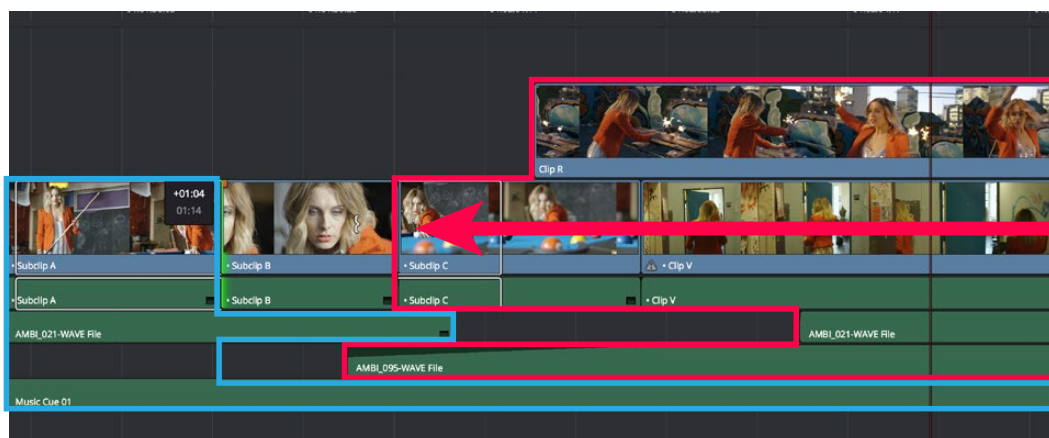 Clip R
+01:04
01:14
• Subclip A
• Subclip B
• Subclip C
• Clip V
• Subclip A
• Subclip B
• Subclip C
• Clip V
AMBI_021-WAVE File
AMBI_021-WAVE File
AMBI_095-WAVE File
Music Cue 01